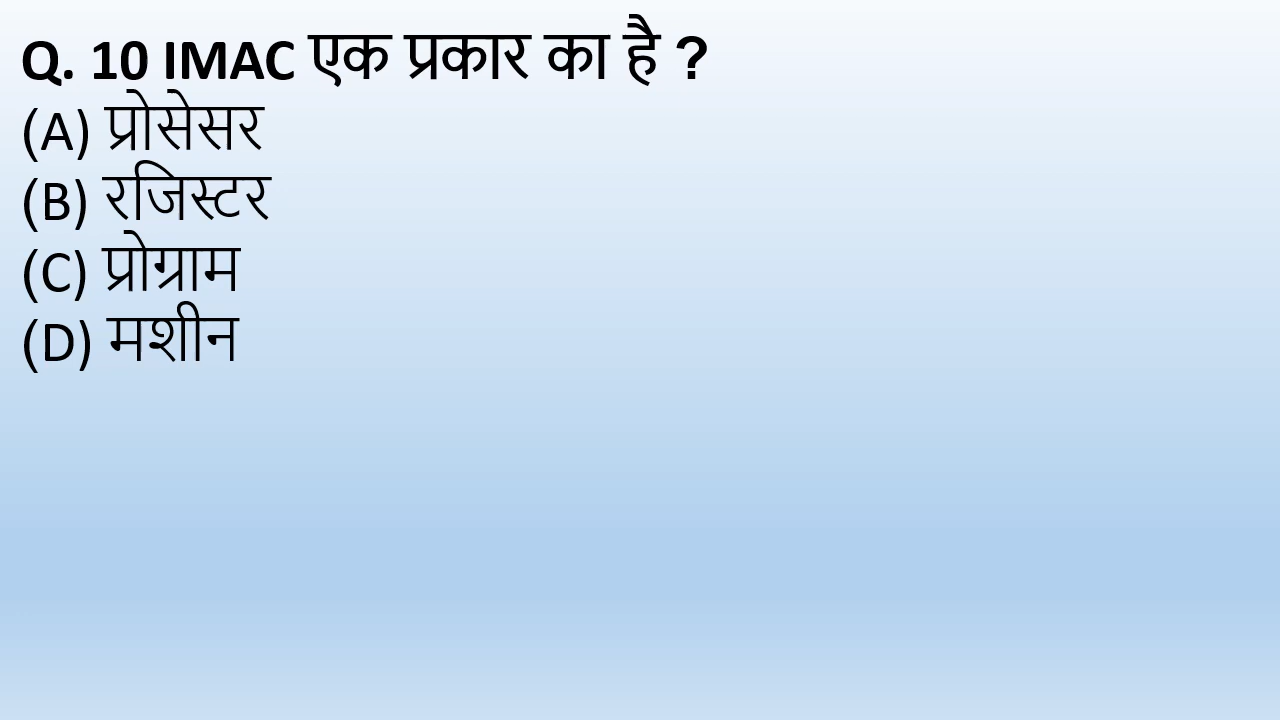 Q. 10 IMAC एक प्रकार का है ?
(A) प्रोसेसर
(B) रजिस्टर
(C) प्रोग्राम
(D) मशीन